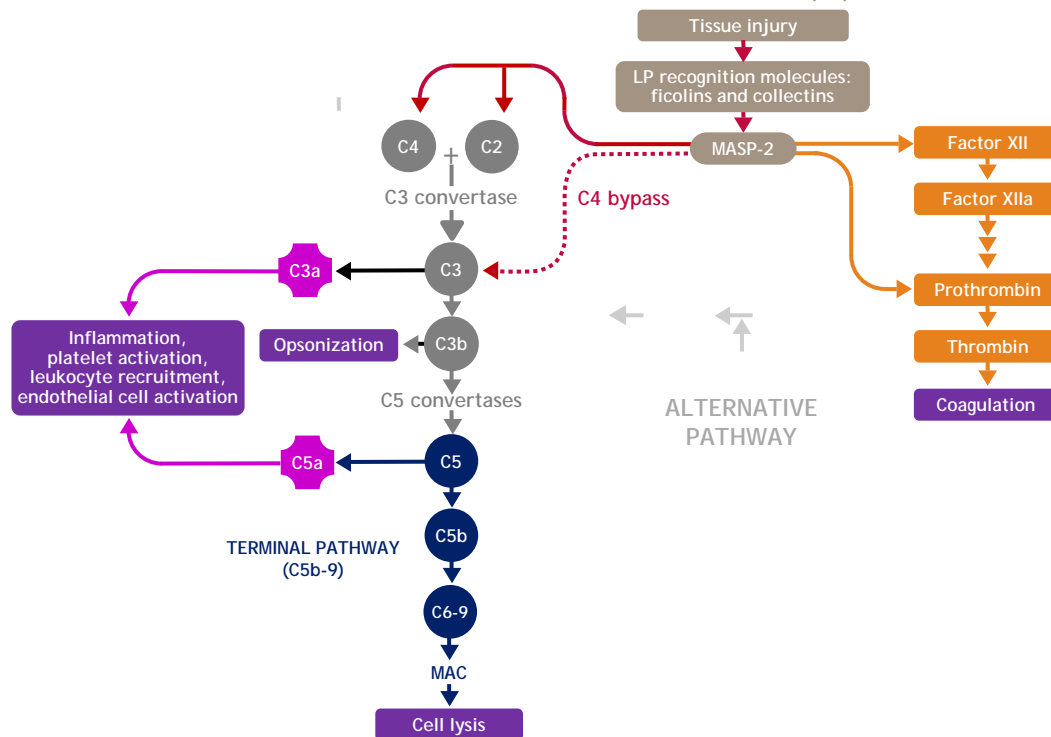 Tissue injury
LP recognition molecules:
ficolins and collectins
MASP-2
C4
+
C2
C3 convertase
C4 bypass
Factor XII
Factor XIIa
Prothrombin
Thrombin
Coagulation
C3a
C3
Inflammation,
platelet activation,
leukocyte recruitment,
endothelial cell activation
Opsonization
C3b
C5 convertases
ALTERNATIVE
PATHWAY
C5a
C5
C5b
TERMINAL PATHWAY
(C5b-9)
C6-9
MAC
Cell lysis